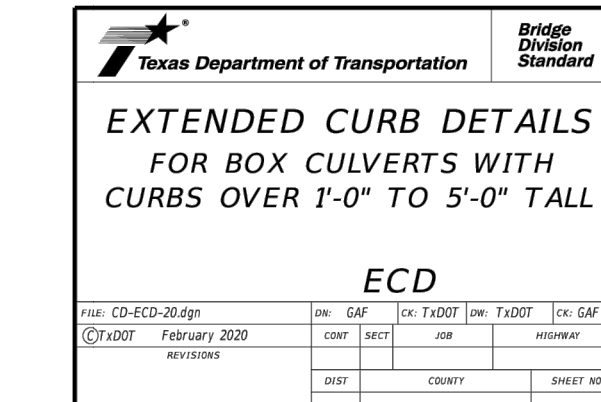 ®
Texas Department of Transportation
Bridge
Division
Standard
EXTENDED CURB DETAILS
FOR BOX CULVERTS WITH
CURBS OVER 1'-0" TO 5'-0" TALL
ECD
FILE: CD-ECD-20.dgn DN: GAF CK: TxDOT DW: TxDOT CK: GAF
©TxDOT February 2020 CONT SECT JOB HIGHWAY
REVISIONS
DIST COUNTY SHEET NO